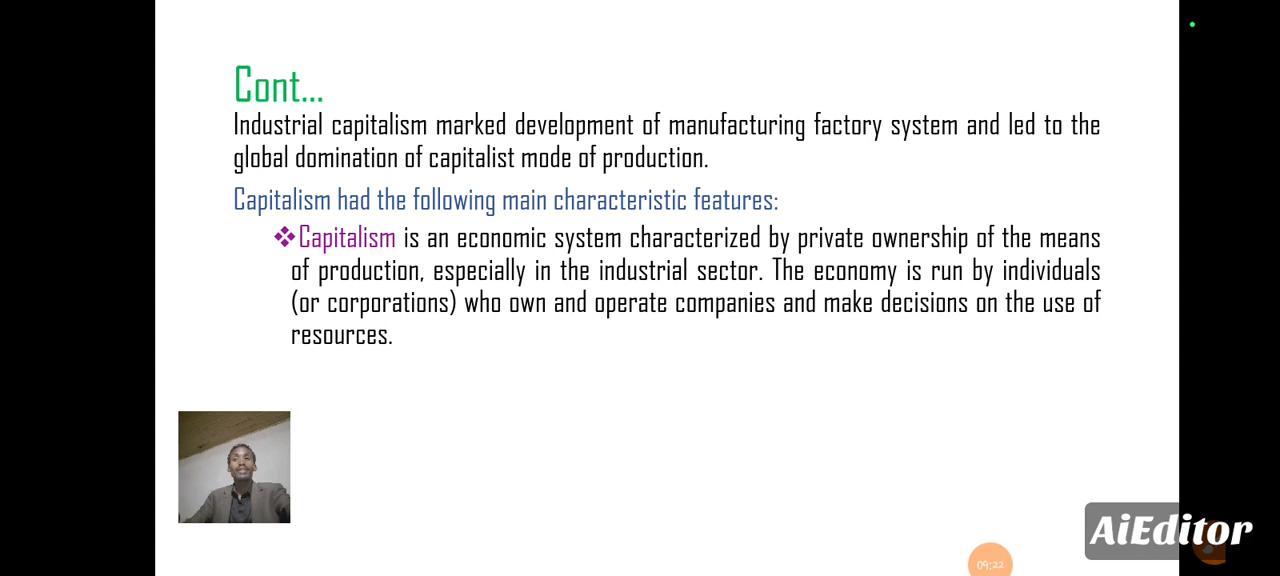 Cont...
Industrial capitalism marked development of manufacturing factory system and led to the
global domination of capitalist mode of production.
Capitalism had the following main characteristic features:
❖Capitalism is an economic system characterized by private ownership of the means
of production, especially in the industrial sector. The economy is run by individuals
(or corporations) who own and operate companies and make decisions on the use of
resources.
AiEditor
09:22